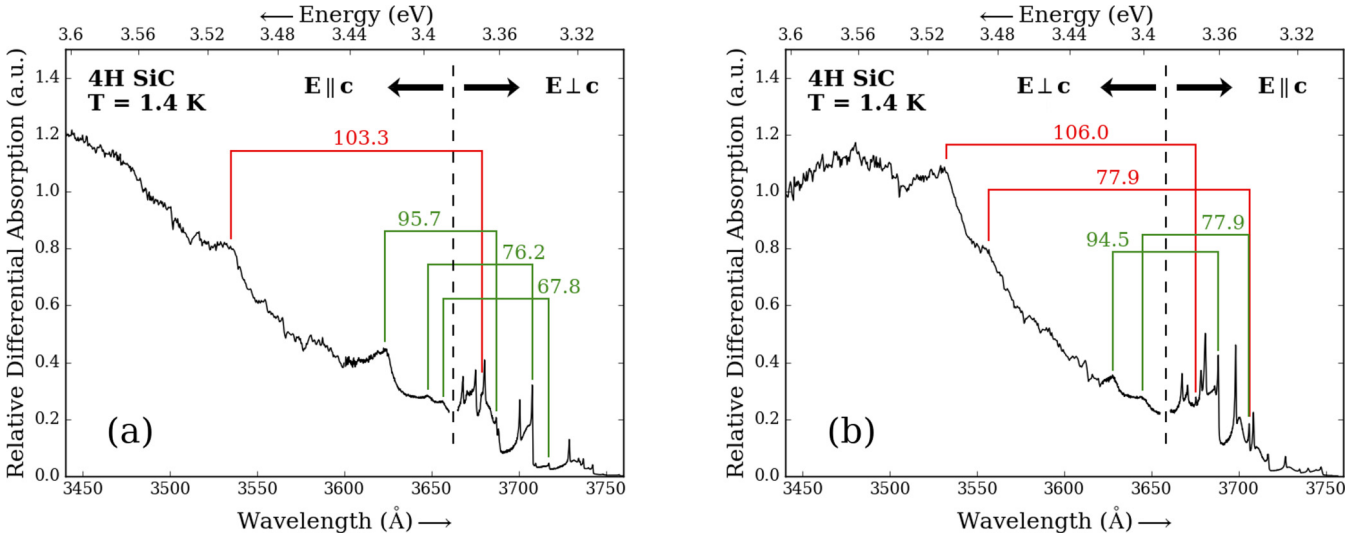 ⟵ Energy (eV)
3.6 3.56 3.52 3.48 3.44 3.4 3.36 3.32
Relative Differential Absorption (a.u.)
1.4
1.2
1.0
0.8
0.6
0.4
0.2
0.0
4H SiC
T = 1.4 K
E ∥ c
E ⊥ c
103.3
95.7
76.2
67.8
(a)
3450 3500 3550 3600 3650 3700 3750
Wavelength (Å) ⟶
⟵ Energy (eV)
3.6 3.56 3.52 3.48 3.44 3.4 3.36 3.32
Relative Differential Absorption (a.u.)
1.4
1.2
1.0
0.8
0.6
0.4
0.2
0.0
4H SiC
T = 1.4 K
E ⊥ c
E ∥ c
106.0
77.9
77.9
94.5
(b)
3450 3500 3550 3600 3650 3700 3750
Wavelength (Å) ⟶